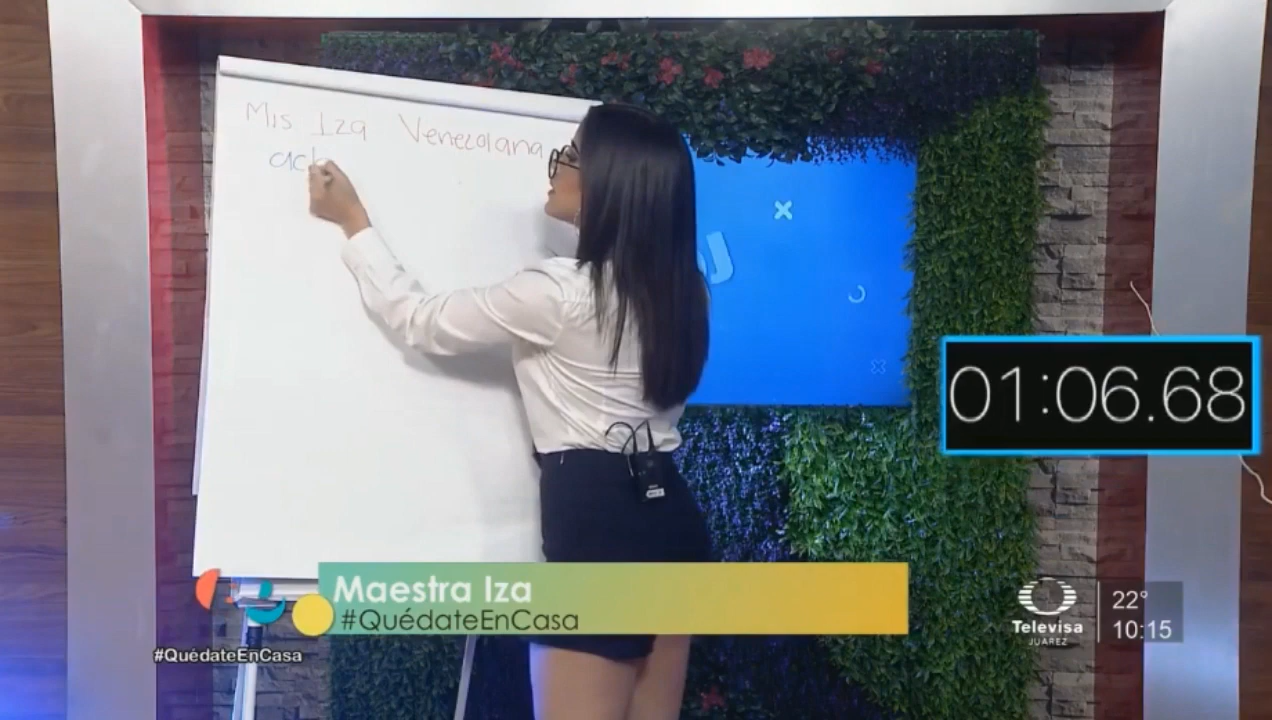 Mis Iza Venezolana
01:06.68
Maestra Iza
#QuédateEnCasa
#QuédateEnCasa
Televisa
JUAREZ
22°
10:15